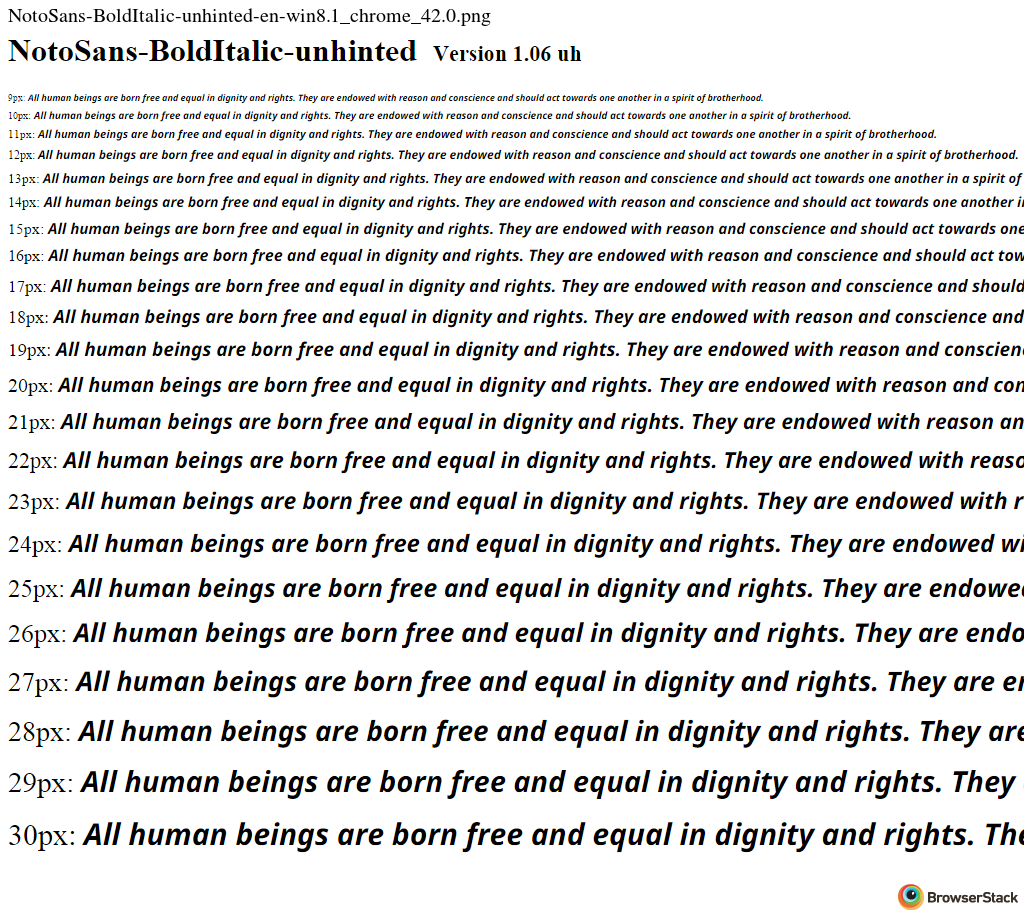 NotoSans-BoldItalic-unhinted-en-win8.1_chrome_42.0.png
NotoSans-BoldItalic-unhinted Version 1.06 uh
9px: All human beings are born free and equal in dignity and rights. They are endowed with reason and conscience and should act towards one another in a spirit of brotherhood.
10px: All human beings are born free and equal in dignity and rights. They are endowed with reason and conscience and should act towards one another in a spirit of brotherhood.
11px: All human beings are born free and equal in dignity and rights. They are endowed with reason and conscience and should act towards one another in a spirit of brotherhood.
12px: All human beings are born free and equal in dignity and rights. They are endowed with reason and conscience and should act towards one another in a spirit of brotherhood.
13px: All human beings are born free and equal in dignity and rights. They are endowed with reason and conscience and should act towards one another in a spirit of
14px: All human beings are born free and equal in dignity and rights. They are endowed with reason and conscience and should act towards one another i
15px: All human beings are born free and equal in dignity and rights. They are endowed with reason and conscience and should act towards one
16px: All human beings are born free and equal in dignity and rights. They are endowed with reason and conscience and should act tow
17px: All human beings are born free and equal in dignity and rights. They are endowed with reason and conscience and should
18px: All human beings are born free and equal in dignity and rights. They are endowed with reason and conscience and
19px: All human beings are born free and equal in dignity and rights. They are endowed with reason and conscien
20px: All human beings are born free and equal in dignity and rights. They are endowed with reason and con
21px: All human beings are born free and equal in dignity and rights. They are endowed with reason an
22px: All human beings are born free and equal in dignity and rights. They are endowed with reaso
23px: All human beings are born free and equal in dignity and rights. They are endowed with r
24px: All human beings are born free and equal in dignity and rights. They are endowed wi
25px: All human beings are born free and equal in dignity and rights. They are endowe
26px: All human beings are born free and equal in dignity and rights. They are endo
27px: All human beings are born free and equal in dignity and rights. They are en
28px: All human beings are born free and equal in dignity and rights. They are
29px: All human beings are born free and equal in dignity and rights. They
30px: All human beings are born free and equal in dignity and rights. The
BrowserStack